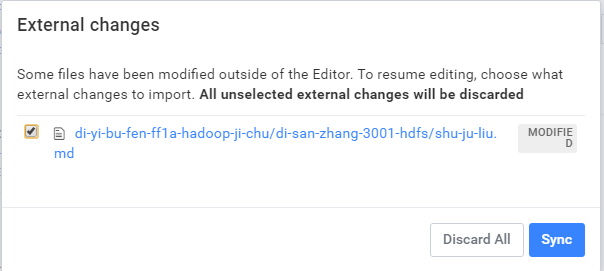 External changes
Some files have been modified outside of the Editor. To resume editing, choose what
external changes to import. All unselected external changes will be discarded
di-yi-bu-fen-ff1a-hadoop-ji-chu/di-san-zhang-3001-hdfs/shu-ju-liu.
md
MODIFIE
D
Discard All
Sync